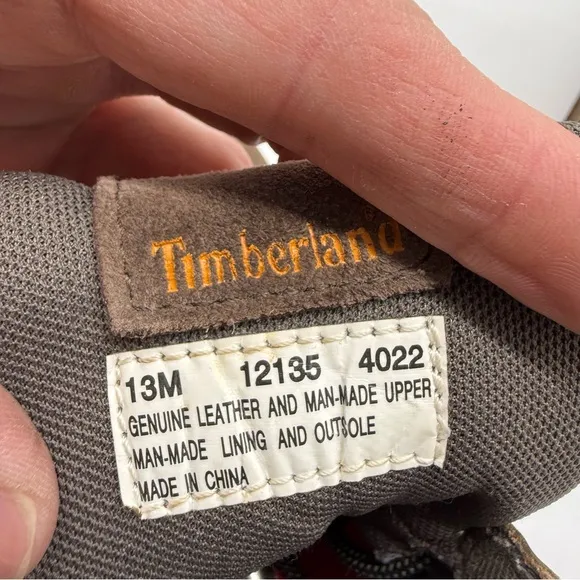 Timberland
13M 12135 4022
GENUINE LEATHER AND MAN-MADE UPPER
MAN-MADE LINING AND OUTSOLE
MADE IN CHINA